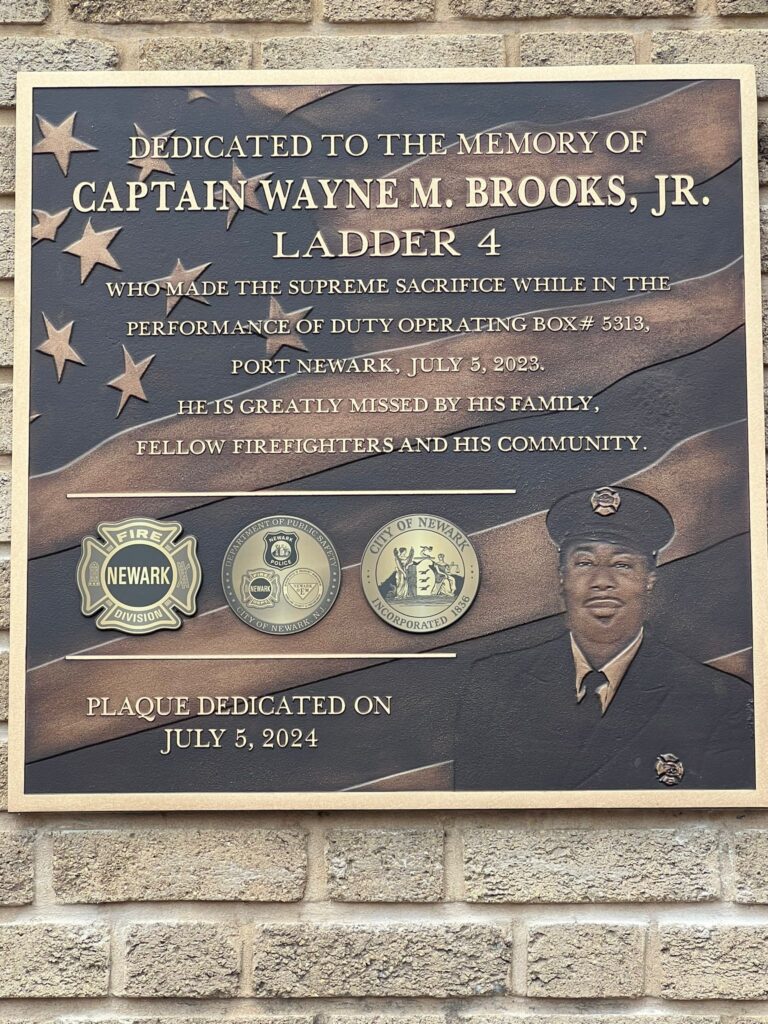 DEDICATED TO THE MEMORY OF
CAPTAIN WAYNE M. BROOKS, JR.
LADDER 4
WHO MADE THE SUPREME SACRIFICE WHILE IN THE
PERFORMANCE OF DUTY OPERATING BOX# 5313,
PORT NEWARK, JULY 5, 2023.
HE IS GREATLY MISSED BY HIS FAMILY,
FELLOW FIREFIGHTERS AND HIS COMMUNITY.
FIRE
NEWARK
DIVISION
DEPARTMENT OF PUBLIC SAFETY
NEWARK
POLICE
NEWARK
CITY OF NEWARK, N.J.
CITY OF NEWARK
INCORPORATED 1836
PLAQUE DEDICATED ON
JULY 5, 2024